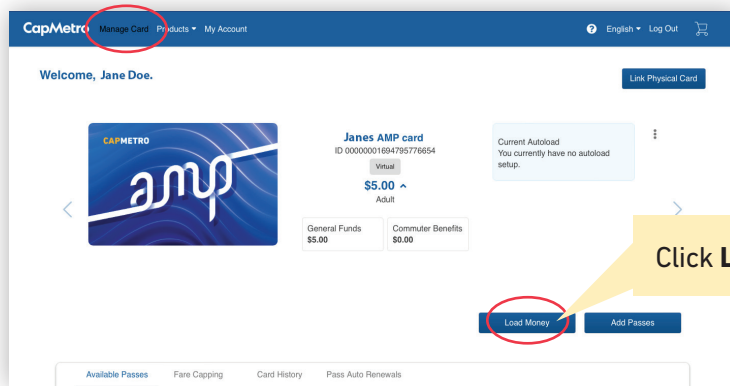 CapMetro Manage Card Products My Account English Log Out
Welcome, Jane Doe.
Link Physical Card
CAPMETRO
amp
Janes AMP card
ID 00000001694795776654
Virtual
$5.00
Adult
General Funds
$5.00
Commuter Benefits
$0.00
Current Autoload
You currently have no autoload
setup.
Click L
Load Money
Add Passes
Available Passes Fare Capping Card History Pass Auto Renewals